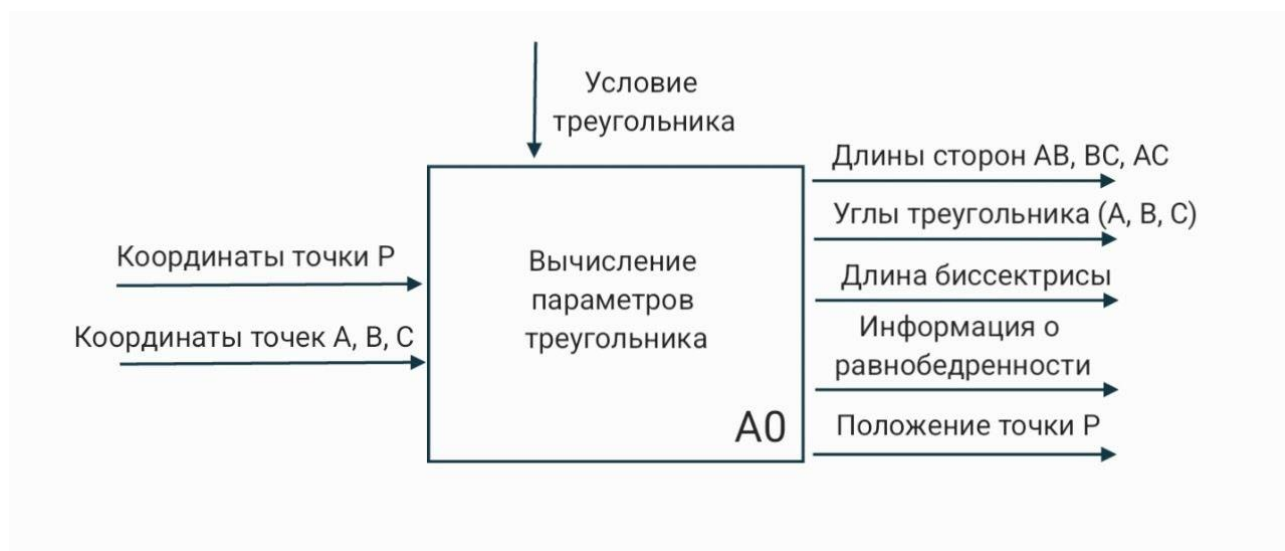 Условие
треугольника
Координаты точки P
Координаты точек A, B, C
Вычисление
параметров
треугольника
A0
Длины сторон AB, BC, AC
Углы треугольника (A, B, C)
Длина биссектрисы
Информация о
равнобедренности
Положение точки P